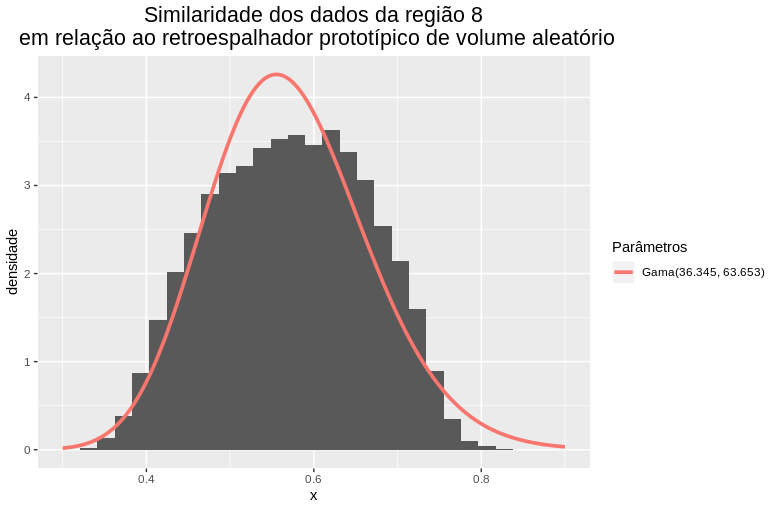 Similaridade dos dados da região 8
em relação ao retroespalhador prototípico de volume aleatório
densidade
4
3
2
1
0
0.4
0.6
0.8
x
Parâmetros
Gama(36.345, 63.653)